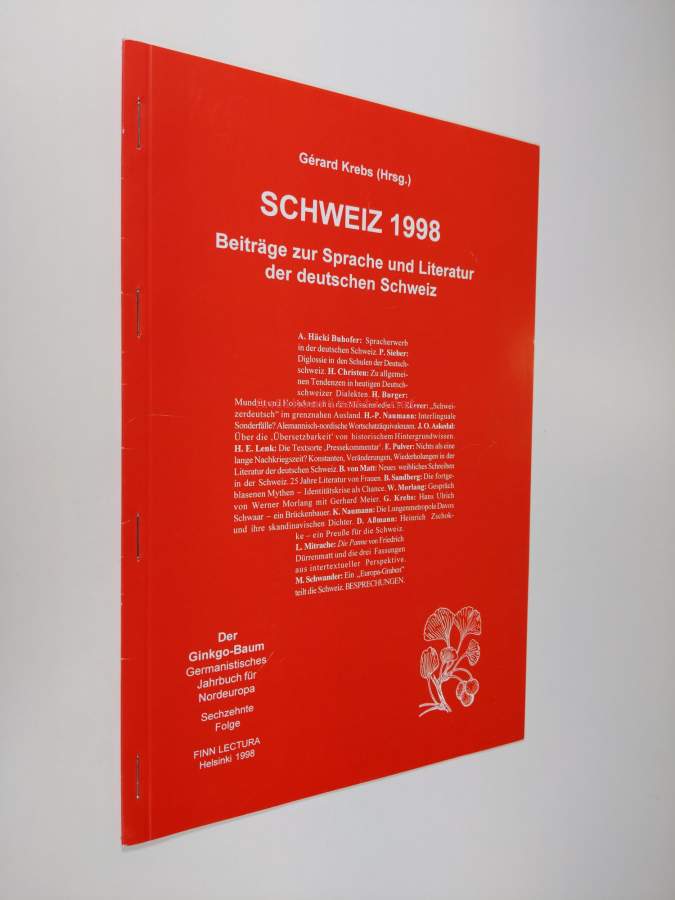 Gérard Krebs (Hrsg.)
SCHWEIZ 1998
Beiträge zur Sprache und Literatur
der deutschen Schweiz
A. Häcki Buhofer: Spracherwerb
in der deutschen Schweiz. P. Sieber:
Diglossie in den Schulen der Deutsch-
schweiz. H. Christen: Zu allgemei-
nen Tendenzen in heutigen Deutsch-
schweizer Dialekten. H. Burger:
Mundart und Hochdeutsch in den „Schwei-
zerdeutsch” im grenznahen Ausland. H.-P. Naumann: Interlinguale
Sonderfälle? Alemannisch-nordische Wortschatzäquivalenzen. J. O. Askedal:
Über die ‚Übersetzbarkeit’ von historischem Hintergrundwissen.
H. E. Lenk: Die Textsorte ‚Pressekommentar’. E. Pulver: Nichts als eine
lange Nachkriegszeit? Konstanten, Veränderungen, Wiederholungen in der
Literatur der deutschen Schweiz. B. von Matt: Neues weibliches Schreiben
in der Schweiz. 25 Jahre Literatur von Frauen. B. Sandberg: Die fortge-
blasenen Mythen – Identitätskrise als Chance. W. Morlang: Gespräch
von Werner Morlang mit Gerhard Meier. G. Krebs: Hans Ulrich
Schwaar – ein Brückenbauer. K. Naumann: Die Lungenmetropole Davos
und ihre skandinavischen Dichter. D. Aßmann: Heinrich Zschok-
ke – ein Preuße für die Schweiz.
L. Mitrache: Die Panne von Friedrich
Dürrenmatt und die drei Fassungen
aus intertextueller Perspektive.
M. Schwander: Ein „Europa-Graben”
teilt die Schweiz. BESPRECHUNGEN.
Der
Ginkgo-Baum
Germanistisches
Jahrbuch für
Nordeuropa
Sechzehnte
Folge
FINN LECTURA
Helsinki 1998